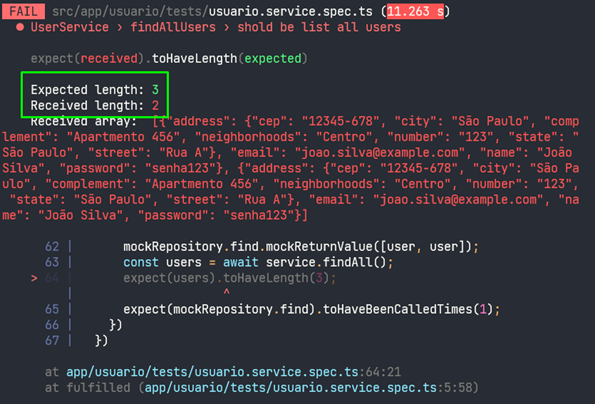 FAIL src/app/usuario/tests/usuario.service.spec.ts (11.263 s)
● UserService › findAllUsers › shold be list all users
expect(received).toHaveLength(expected)
Expected length: 3
Received length: 2
Received array: [{"address": {"cep": "12345-678", "city": "São Paulo", "comp
lement": "Apartmento 456", "neighborhoods": "Centro", "number": "123", "state": "
São Paulo", "street": "Rua A"}, "email": "joao.silva@example.com", "name": "João
Silva", "password": "senha123"}, {"address": {"cep": "12345-678", "city": "São Pa
ulo", "complement": "Apartmento 456", "neighborhoods": "Centro", "number": "123",
"state": "São Paulo", "street": "Rua A"}, "email": "joao.silva@example.com", "na
me": "João Silva", "password": "senha123"}]
62 | mockRepository.find.mockReturnValue([user, user]);
63 | const users = await service.findAll();
> 64 | expect(users).toHaveLength(3);
| ^
65 | expect(mockRepository.find).toHaveBeenCalledTimes(1);
66 | })
67 | })
at app/usuario/tests/usuario.service.spec.ts:64:21
at fulfilled (app/usuario/tests/usuario.service.spec.ts:5:58)